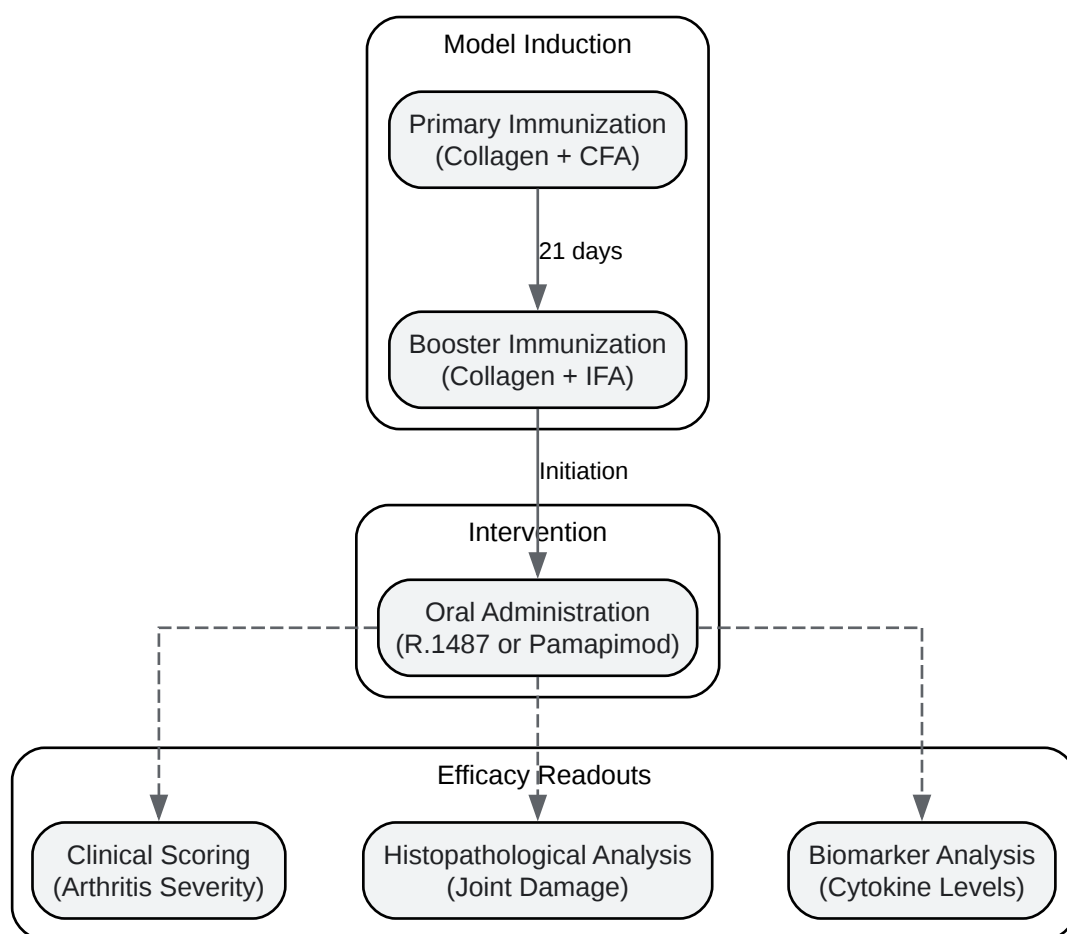 Model Induction
Primary Immunization
(Collagen + CFA)
21 days
Booster Immunization
(Collagen + IFA)
Initiation
Intervention
Oral Administration
(R.1487 or Pamapimod)
Efficacy Readouts
Clinical Scoring
(Arthritis Severity)
Histopathological Analysis
(Joint Damage)
Biomarker Analysis
(Cytokine Levels)